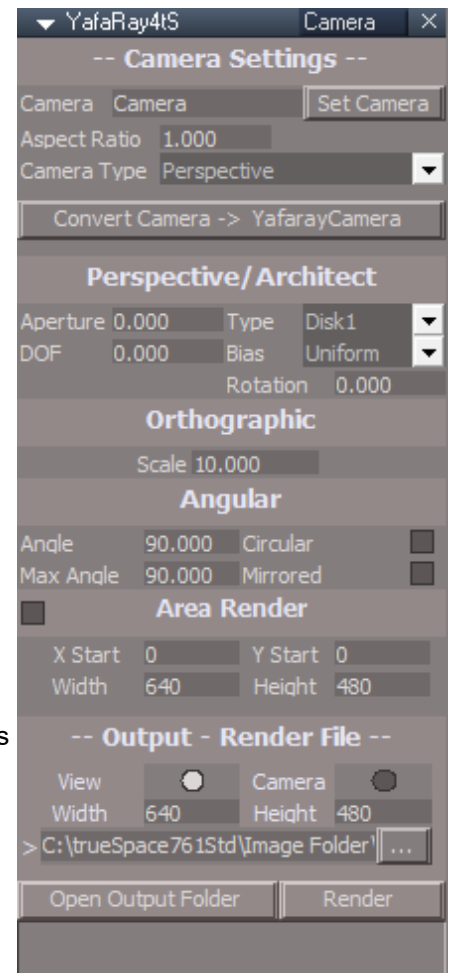 YafaRay4tS Camera
-- Camera Settings --
Camera Camera Set Camera
Aspect Ratio 1.000
Camera Type Perspective
Convert Camera -> YafarayCamera
Perspective/Architect
Aperture 0.000 Type Disk1
DOF 0.000 Bias Uniform
Rotation 0.000
Orthographic
Scale 10.000
Angular
Angle 90.000 Circular
Max Angle 90.000 Mirrored
Area Render
X Start 0 Y Start 0
Width 640 Height 480
s
-- Output - Render File --
View Camera
Width 640 Height 480
> C:\trueSpace761Std\Image Folder\ ...
Open Output Folder Render